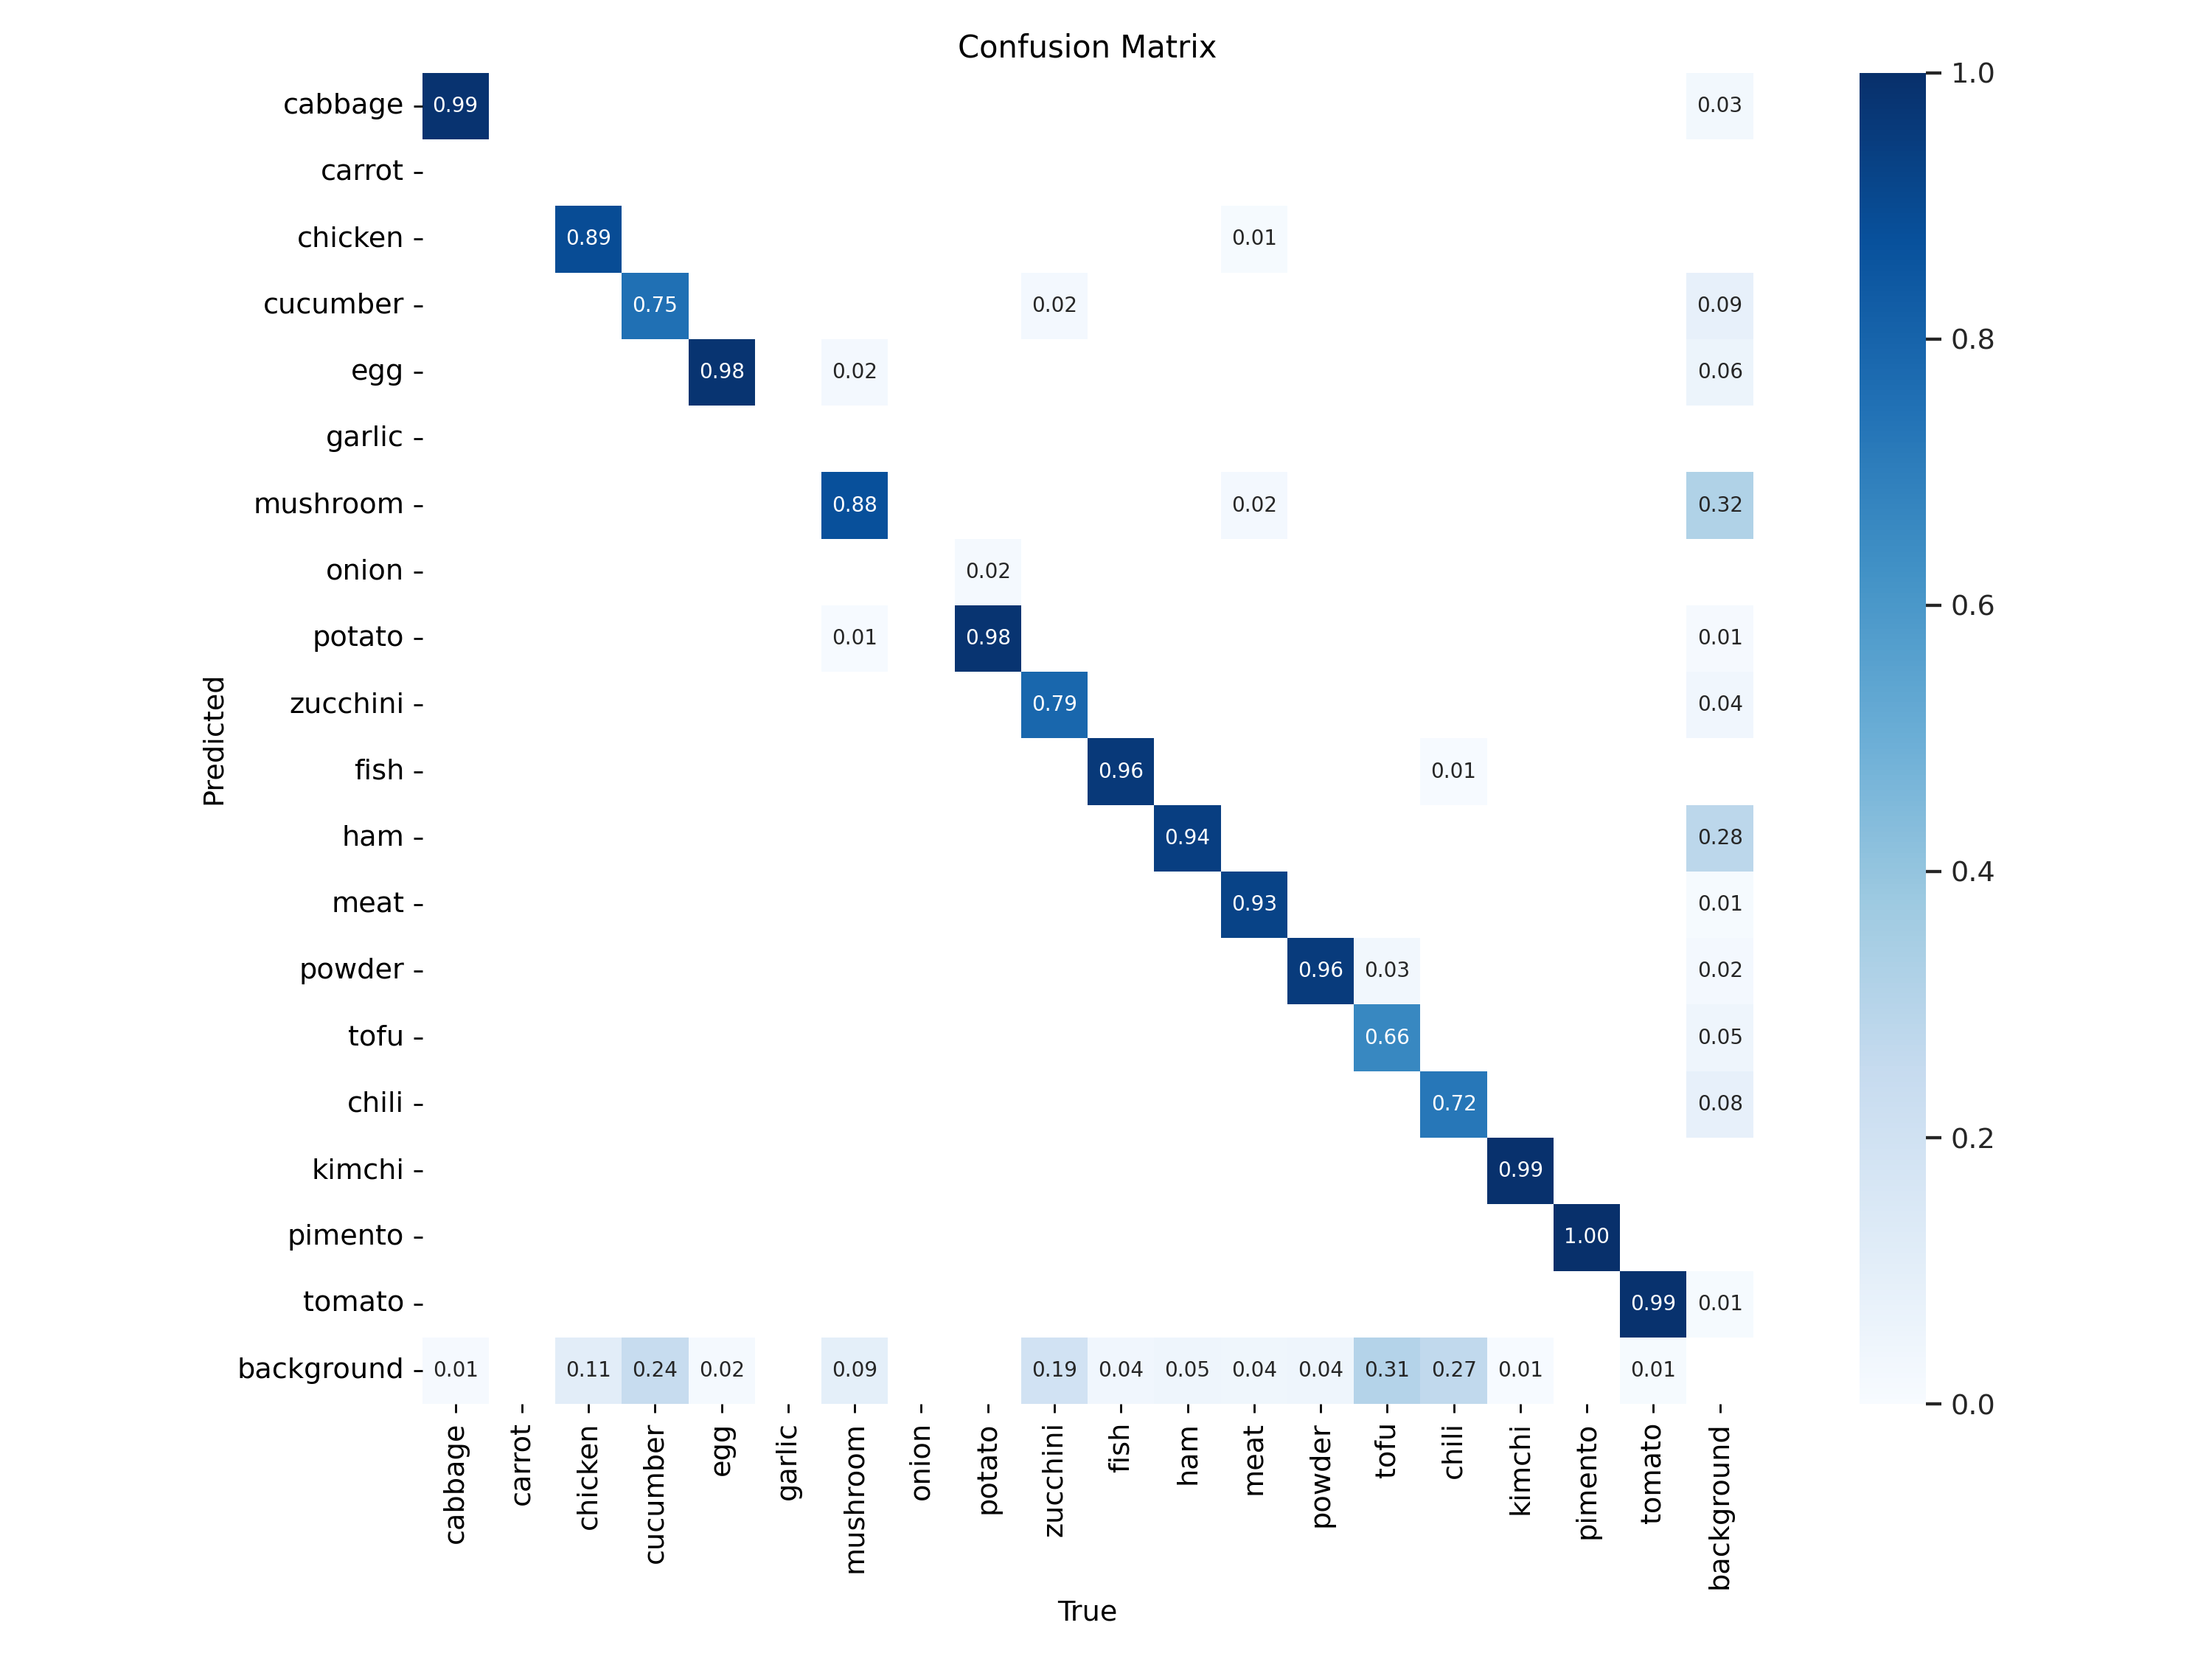 Confusion Matrix
cabbage 0.99 0.03 1.0
carrot
chicken 0.89 0.01
cucumber 0.75 0.02 0.09
0.8
egg 0.98 0.02 0.06
garlic
mushroom 0.88 0.02 0.32
onion 0.02
0.6
potato 0.01 0.98 0.01
Predicted
zucchini 0.79 0.04
fish 0.96 0.01
ham 0.94 0.28
0.4
meat 0.93 0.01
powder 0.96 0.03 0.02
tofu 0.66 0.05
chili 0.72 0.08
0.2
kimchi 0.99
pimento 1.00
tomato 0.99 0.01
background 0.01 0.11 0.24 0.02 0.09 0.19 0.04 0.05 0.04 0.04 0.31 0.27 0.01 0.01
0.0
cabbage carrot chicken cucumber egg garlic mushroom onion potato zucchini fish ham meat powder tofu chili kimchi pimento tomato background
True